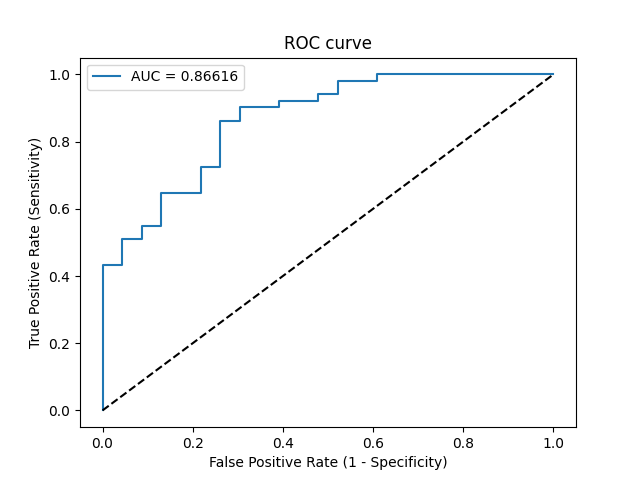 ROC curve
AUC = 0.86616
1.0
0.8
0.6
0.4
0.2
0.0
True Positive Rate (Sensitivity)
0.0 0.2 0.4 0.6 0.8 1.0
False Positive Rate (1 - Specificity)